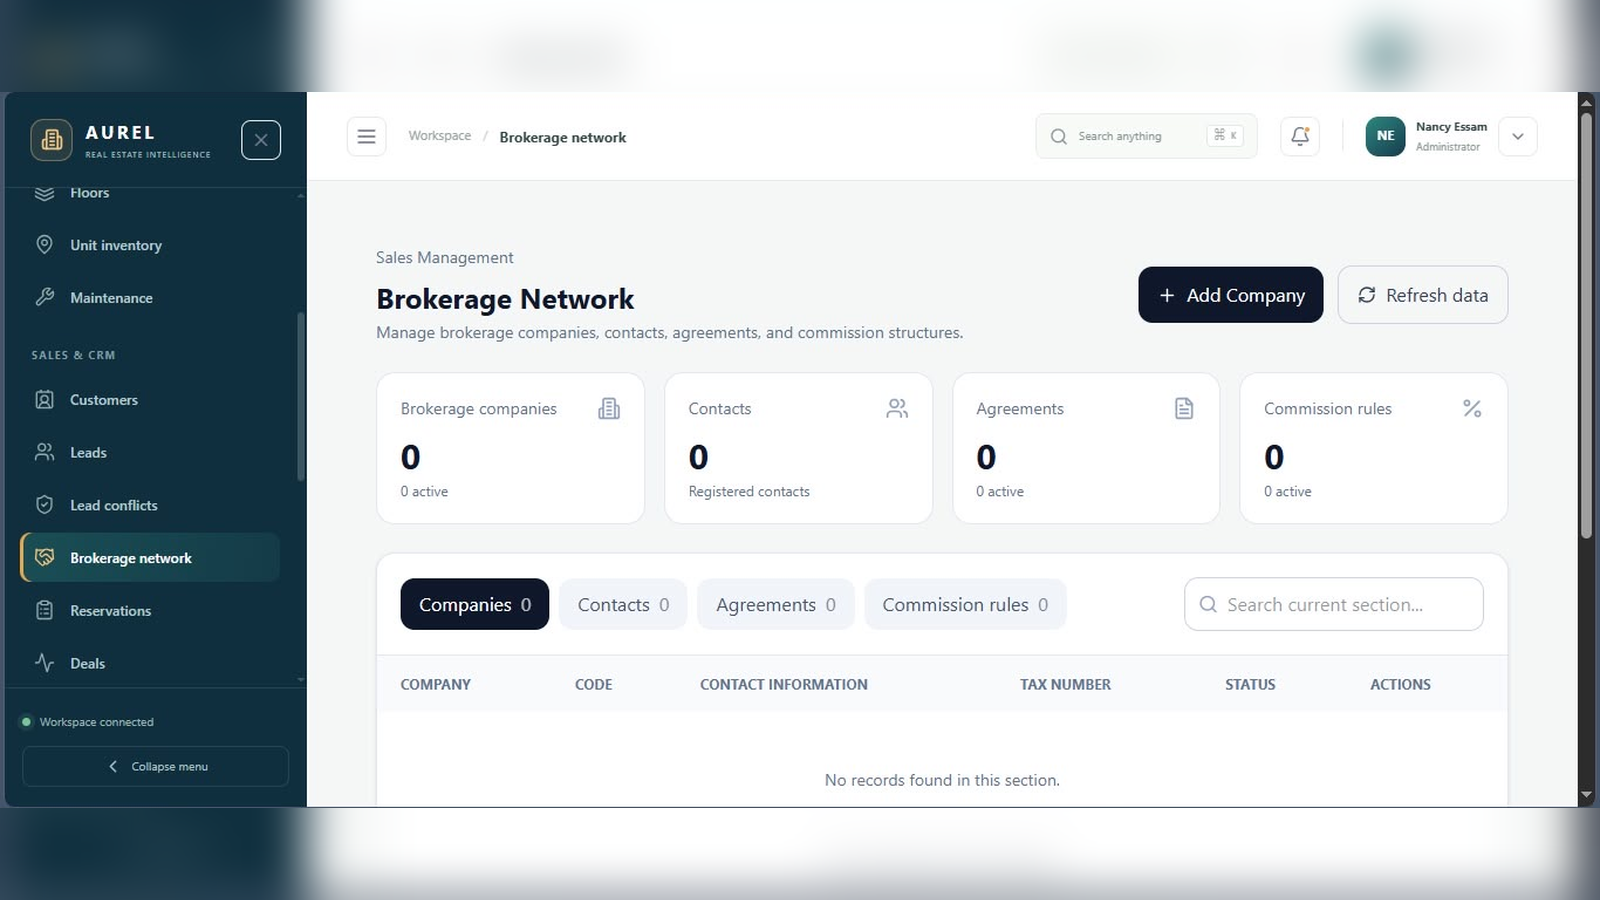 AUREL
REAL ESTATE INTELLIGENCE
Floors
Unit inventory
Maintenance
SALES & CRM
Customers
Leads
Lead conflicts
Brokerage network
Reservations
Deals
Workspace connected
Collapse menu
Workspace / Brokerage network
Search anything
⌘ K
NE
Nancy Essam
Administrator
Sales Management
Brokerage Network
Manage brokerage companies, contacts, agreements, and commission structures.
+ Add Company
Refresh data
Brokerage companies
0
0 active
Contacts
0
Registered contacts
Agreements
0
0 active
Commission rules
0
0 active
Companies 0
Contacts 0
Agreements 0
Commission rules 0
Search current section...
COMPANY CODE CONTACT INFORMATION TAX NUMBER STATUS ACTIONS
No records found in this section.